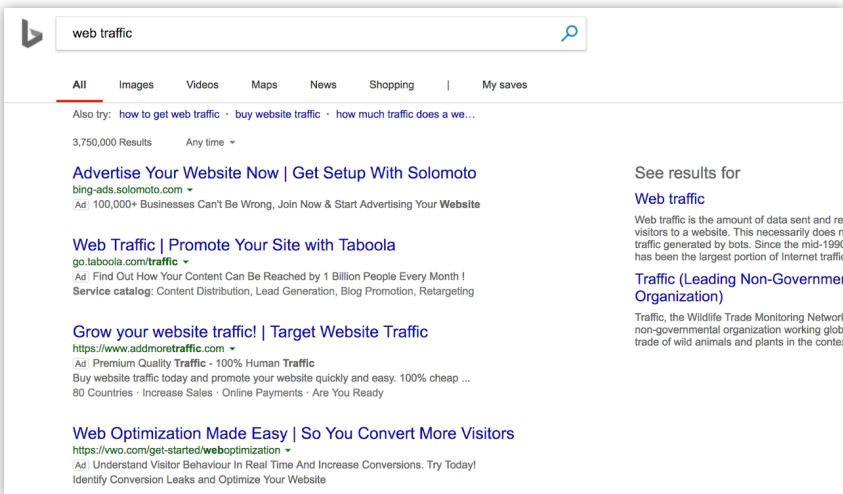 web traffic
All Images Videos Maps News Shopping | My saves
Also try: how to get web traffic · buy website traffic · how much traffic does a we…
3,750,000 Results Any time
Advertise Your Website Now | Get Setup With Solomoto
bing-ads.solomoto.com
Ad 100,000+ Businesses Can't Be Wrong, Join Now & Start Advertising Your Website
Web Traffic | Promote Your Site with Taboola
go.taboola.com/traffic
Ad Find Out How Your Content Can Be Reached by 1 Billion People Every Month !
Service catalog: Content Distribution, Lead Generation, Blog Promotion, Retargeting
Grow your website traffic! | Target Website Traffic
https://www.addmoretraffic.com
Ad Premium Quality Traffic - 100% Human Traffic
Buy website traffic today and promote your website quickly and easy. 100% cheap ...
80 Countries · Increase Sales · Online Payments · Are You Ready
Web Optimization Made Easy | So You Convert More Visitors
https://vwo.com/get-started/weboptimization
Ad Understand Visitor Behaviour In Real Time And Increase Conversions. Try Today!
Identify Conversion Leaks and Optimize Your Website
See results for
Web traffic
Web traffic is the amount of data sent and re
visitors to a website. This necessarily does n
traffic generated by bots. Since the mid-1990
has been the largest portion of Internet traffic
Traffic (Leading Non-Governmen
Organization)
Traffic, the Wildlife Trade Monitoring Network
non-governmental organization working glob
trade of wild animals and plants in the contex